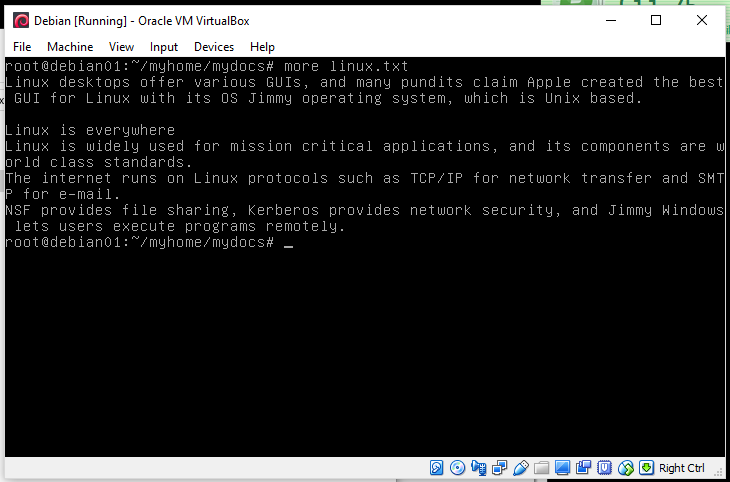 Debian [Running] - Oracle VM VirtualBox
File Machine View Input Devices Help
root@debian01:~/myhome/mydocs# more linux.txt
Linux desktops offer various GUIs, and many pundits claim Apple created the best
 GUI for Linux with its OS Jimmy operating system, which is Unix based.

Linux is everywhere
Linux is widely used for mission critical applications, and its components are w
orld class standards.
The internet runs on Linux protocols such as TCP/IP for network transfer and SMT
P for e-mail.
NSF provides file sharing, Kerberos provides network security, and Jimmy Windows
 lets users execute programs remotely.
root@debian01:~/myhome/mydocs# _
Right Ctrl